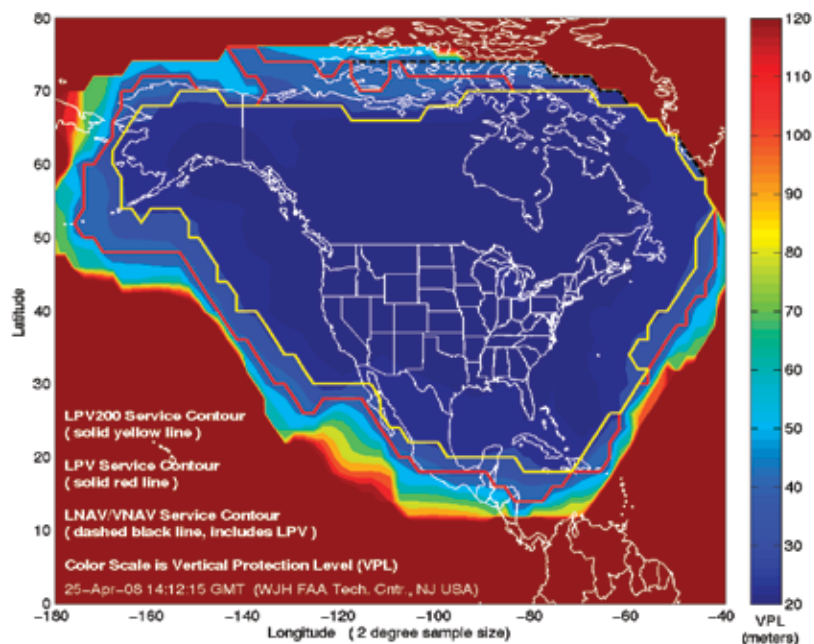 80
70
60
50
40
30
20
10
0
Latitude
LPV200 Service Contour
( solid yellow line )
LPV Service Contour
(solid red line )
LNAV/VNAV Service Contour
( dashed black line, includes LPV )
Color Scale is Vertical Protection Level (VPL)
25-Apr-08 14:12:15 GMT (WJH FAA Tech. Cntr., NJ USA)
-180 -160 -140 -120 -100 -80 -60 -40
Longitude ( 2 degree sample size)
120
110
100
90
80
70
60
50
40
30
20
VPL
(meters)